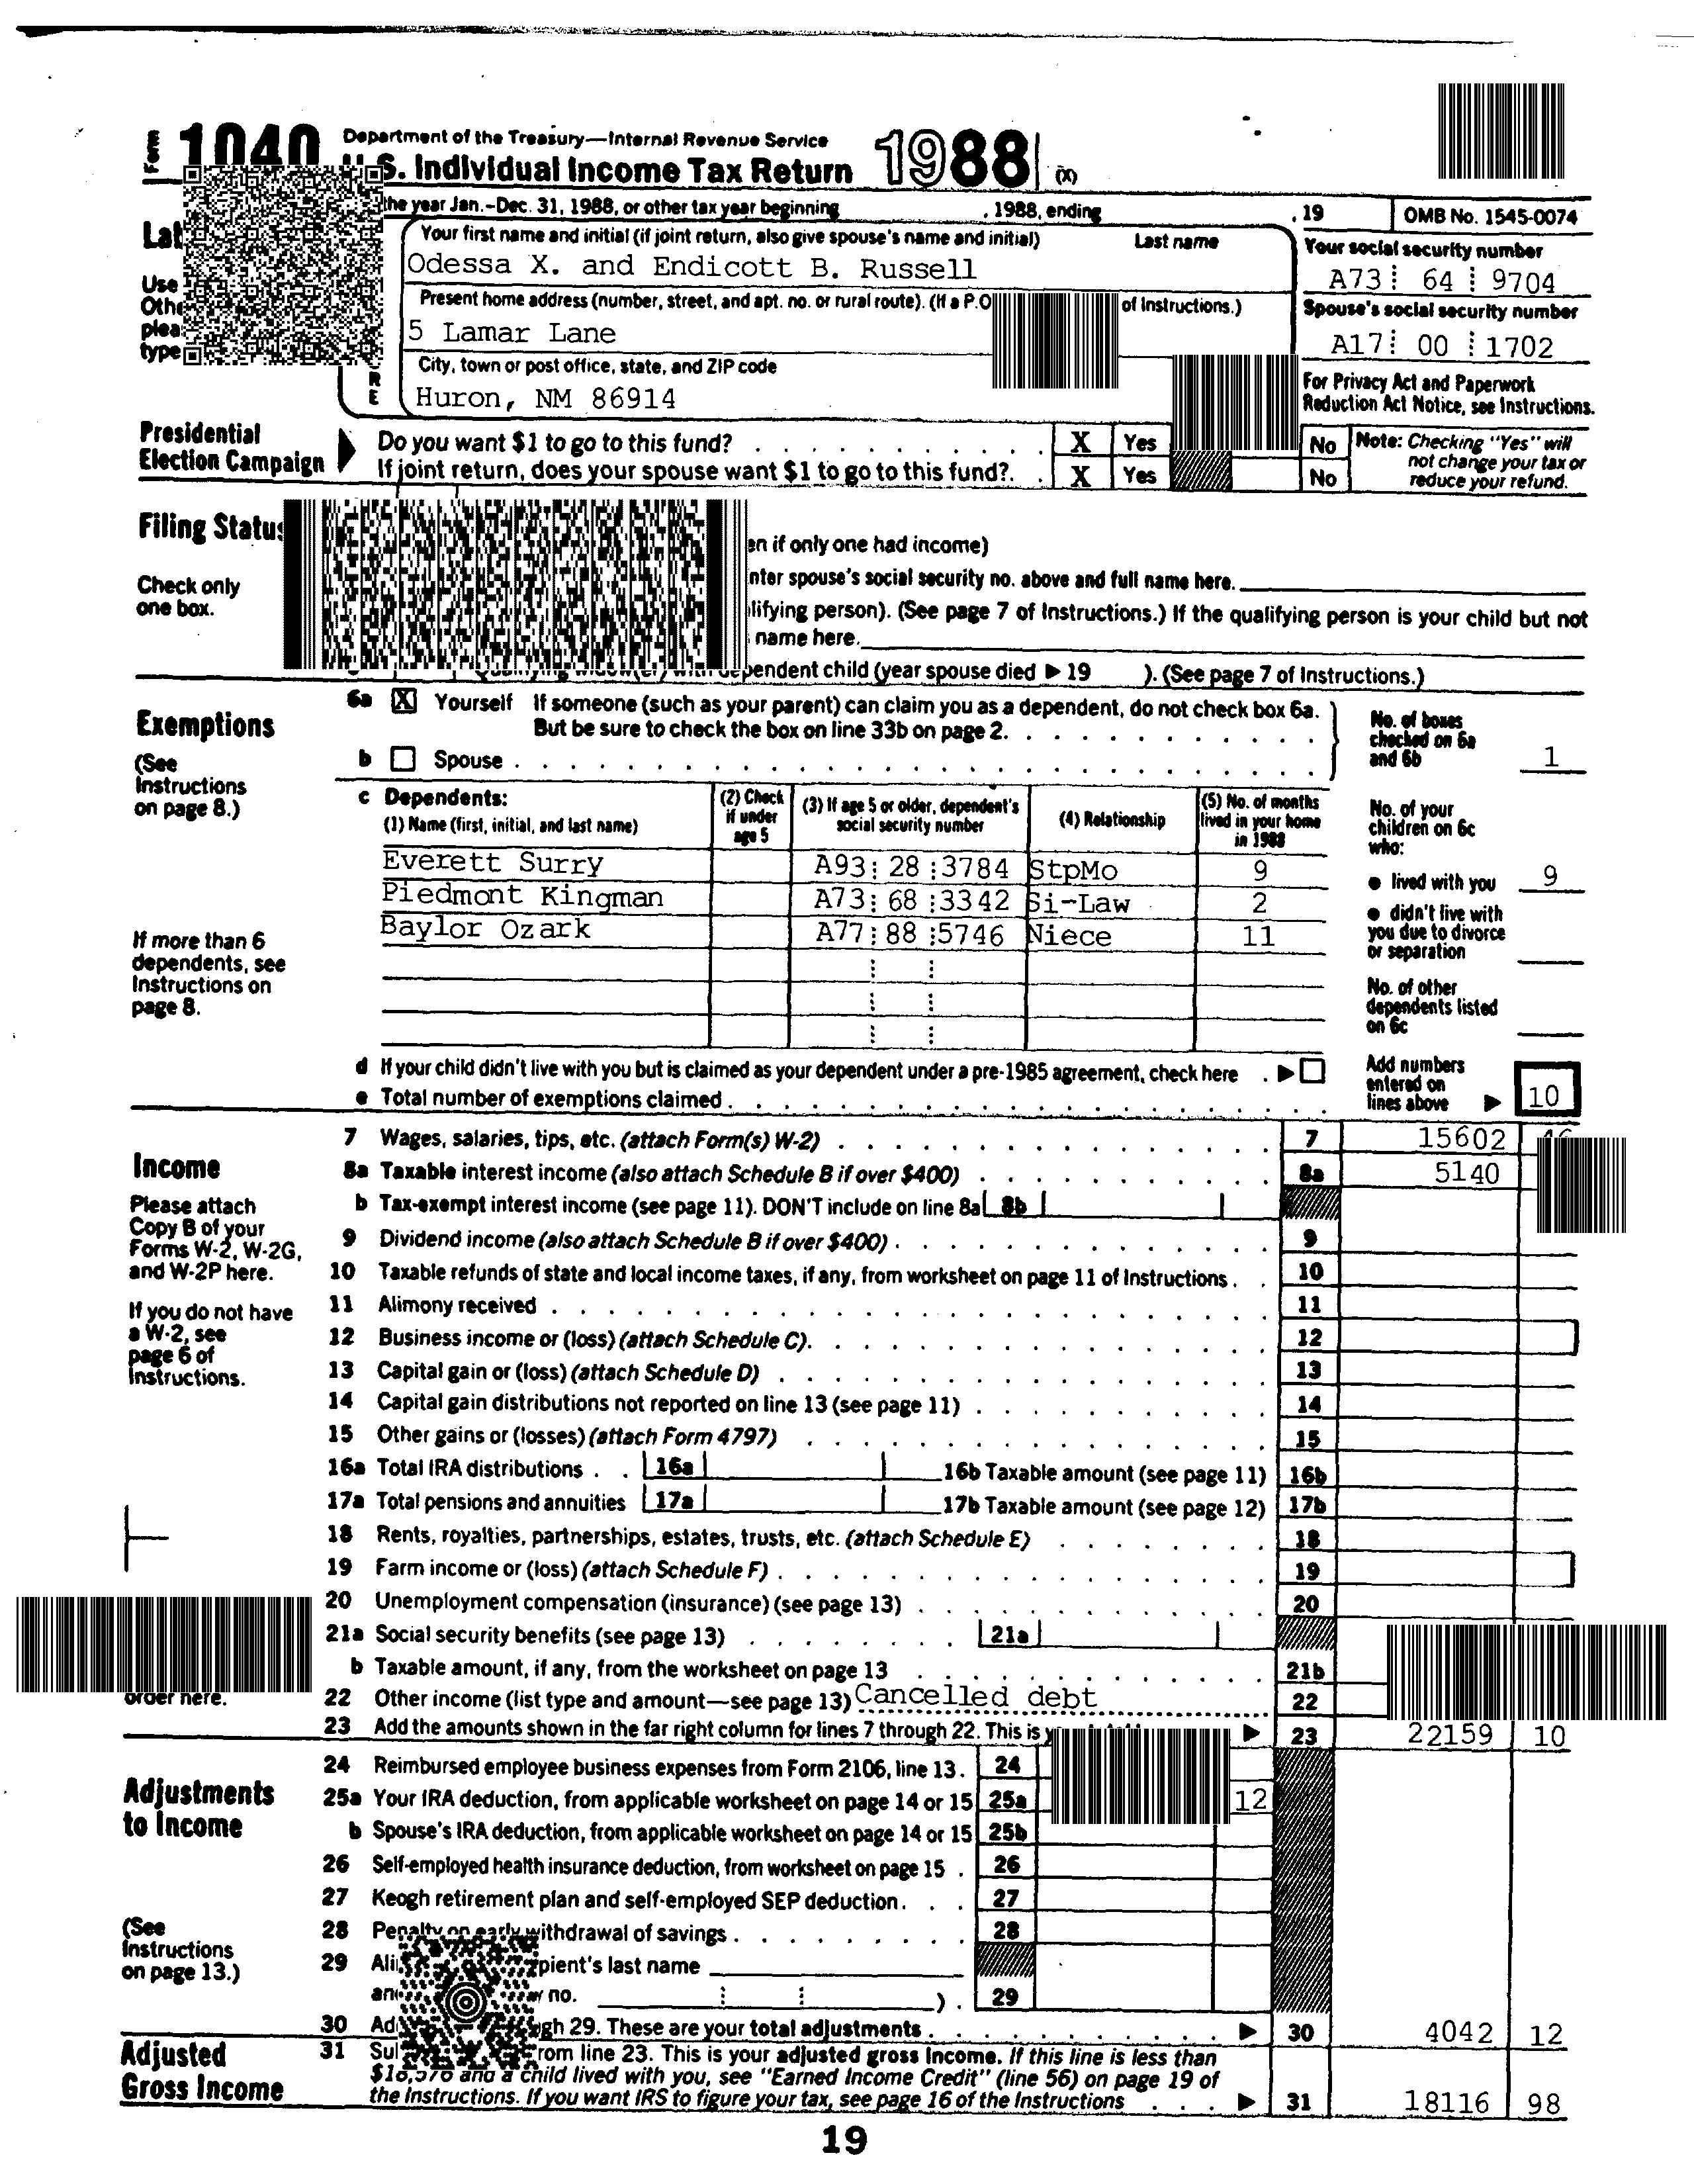 Form 1040 Department of the Treasury—Internal Revenue Service
U.S. Individual Income Tax Return 1988 (X)
the year Jan.-Dec. 31, 1988, or other tax year beginning , 1988, ending , 19 OMB No. 1545-0074
Your first name and initial (if joint return, also give spouse's name and initial) Last name Your social security number
Odessa X. and Endicott B. Russell A73 64 9704
Use Present home address (number, street, and apt. no. or rural route). (If a P.O of Instructions.) Spouse's social security number
5 Lamar Lane A17 00 1702
type City, town or post office, state, and ZIP code For Privacy Act and Paperwork
R E Huron, NM 86914 Reduction Act Notice, see Instructions.
Presidential Election Campaign Do you want $1 to go to this fund? . . . . . . . . . . X Yes No Note: Checking "Yes" will not change your tax or reduce your refund.
If joint return, does your spouse want $1 to go to this fund?. . X Yes No
Filing Status
if only one had income)
Check only one box.
spouse's social security no. above and full name here.
person). (See page 7 of Instructions.) If the qualifying person is your child but not
name here.
child (year spouse died ▶ 19 ). (See page 7 of Instructions.)
Exemptions
(See Instructions on page 8.)
6a X Yourself If someone (such as your parent) can claim you as a dependent, do not check box 6a.
But be sure to check the box on line 33b on page 2. . . . . . . . . . . .
b Spouse . . . . . . . . . . . . . . . . . . . . . . . . . . .
No. of boxes checked on 6a and 6b 1
c Dependents:
(1) Name (first, initial, and last name) (2) Check if under age 5 (3) If age 5 or older, dependent's social security number (4) Relationship (5) No. of months lived in your home in 1988
No. of your children on 6c who:
Everett Surry A93 28 3784 StpMo 9
● lived with you 9
Piedmont Kingman A73 68 3342 Si-Law 2
● didn't live with you due to divorce or separation
Baylor Ozark A77 88 5746 Niece 11
If more than 6 dependents, see Instructions on page 8.
No. of other dependents listed on 6c
d If your child didn't live with you but is claimed as your dependent under a pre-1985 agreement, check here . ▶
e Total number of exemptions claimed . . . . . . . . . . . . . . . . . . . . .
Add numbers entered on lines above ▶ 10
Income
Please attach Copy B of your Forms W-2, W-2G, and W-2P here.
If you do not have a W-2, see page 6 of Instructions.
7 Wages, salaries, tips, etc. (attach Form(s) W-2) . . . . . . . . . . . . . . . 7 15602
8a Taxable interest income (also attach Schedule B if over $400) . . . . . . . . . . . 8a 5140
b Tax-exempt interest income (see page 11). DON'T include on line 8a 8b
9 Dividend income (also attach Schedule B if over $400) . . . . . . . . . . . . . 9
10 Taxable refunds of state and local income taxes, if any, from worksheet on page 11 of Instructions . . 10
11 Alimony received . . . . . . . . . . . . . . . . . . . . . . . . . 11
12 Business income or (loss) (attach Schedule C). . . . . . . . . . . . . . . . 12
13 Capital gain or (loss) (attach Schedule D) . . . . . . . . . . . . . . . . . 13
14 Capital gain distributions not reported on line 13 (see page 11) . . . . . . . . . . . 14
15 Other gains or (losses) (attach Form 4797) . . . . . . . . . . . . . . . . 15
16a Total IRA distributions . . 16a 16b Taxable amount (see page 11) 16b
17a Total pensions and annuities 17a 17b Taxable amount (see page 12) 17b
18 Rents, royalties, partnerships, estates, trusts, etc. (attach Schedule E) . . . . . . . . 18
19 Farm income or (loss) (attach Schedule F) . . . . . . . . . . . . . . . . . 19
20 Unemployment compensation (insurance) (see page 13) . . . . . . . . . . . . . 20
21a Social security benefits (see page 13) . . . . . . . . 21a
b Taxable amount, if any, from the worksheet on page 13 . . . . . . . . . . . . . 21b
order here.
22 Other income (list type and amount—see page 13) Cancelled debt 22
23 Add the amounts shown in the far right column for lines 7 through 22. This is ▶ 23 22159 10
Adjustments to Income
(See Instructions on page 13.)
24 Reimbursed employee business expenses from Form 2106, line 13 . 24
25a Your IRA deduction, from applicable worksheet on page 14 or 15 25a 12
b Spouse's IRA deduction, from applicable worksheet on page 14 or 15 25b
26 Self-employed health insurance deduction, from worksheet on page 15 . 26
27 Keogh retirement plan and self-employed SEP deduction . . . 27
28 Penalty on early withdrawal of savings . . . . . . . . . 28
29 last name
no. ) . 29
30 29. These are your total adjustments . . . . . . . . . . . . ▶ 30 4042 12
Adjusted Gross Income
31 from line 23. This is your adjusted gross income. If this line is less than
$18,576 and a child lived with you, see "Earned Income Credit" (line 56) on page 19 of
the Instructions. If you want IRS to figure your tax, see page 16 of the Instructions . . . ▶ 31 18116 98
19